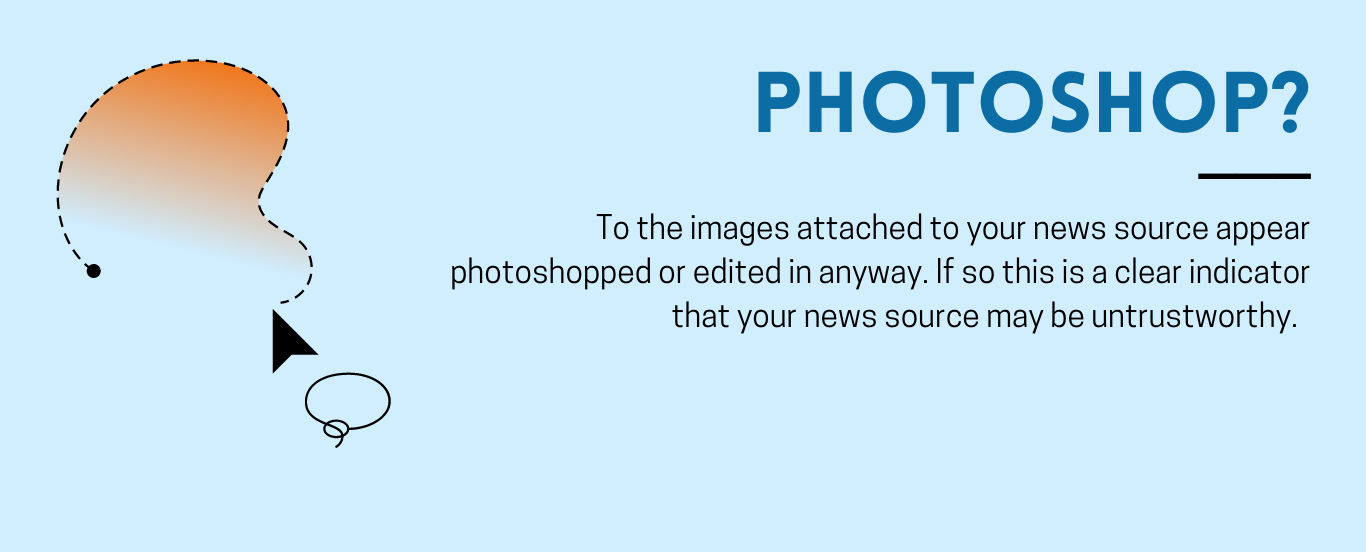 PHOTOSHOP?
To the images attached to your news source appear
photoshopped or edited in anyway. If so this is a clear indicator
that your news source may be untrustworthy.